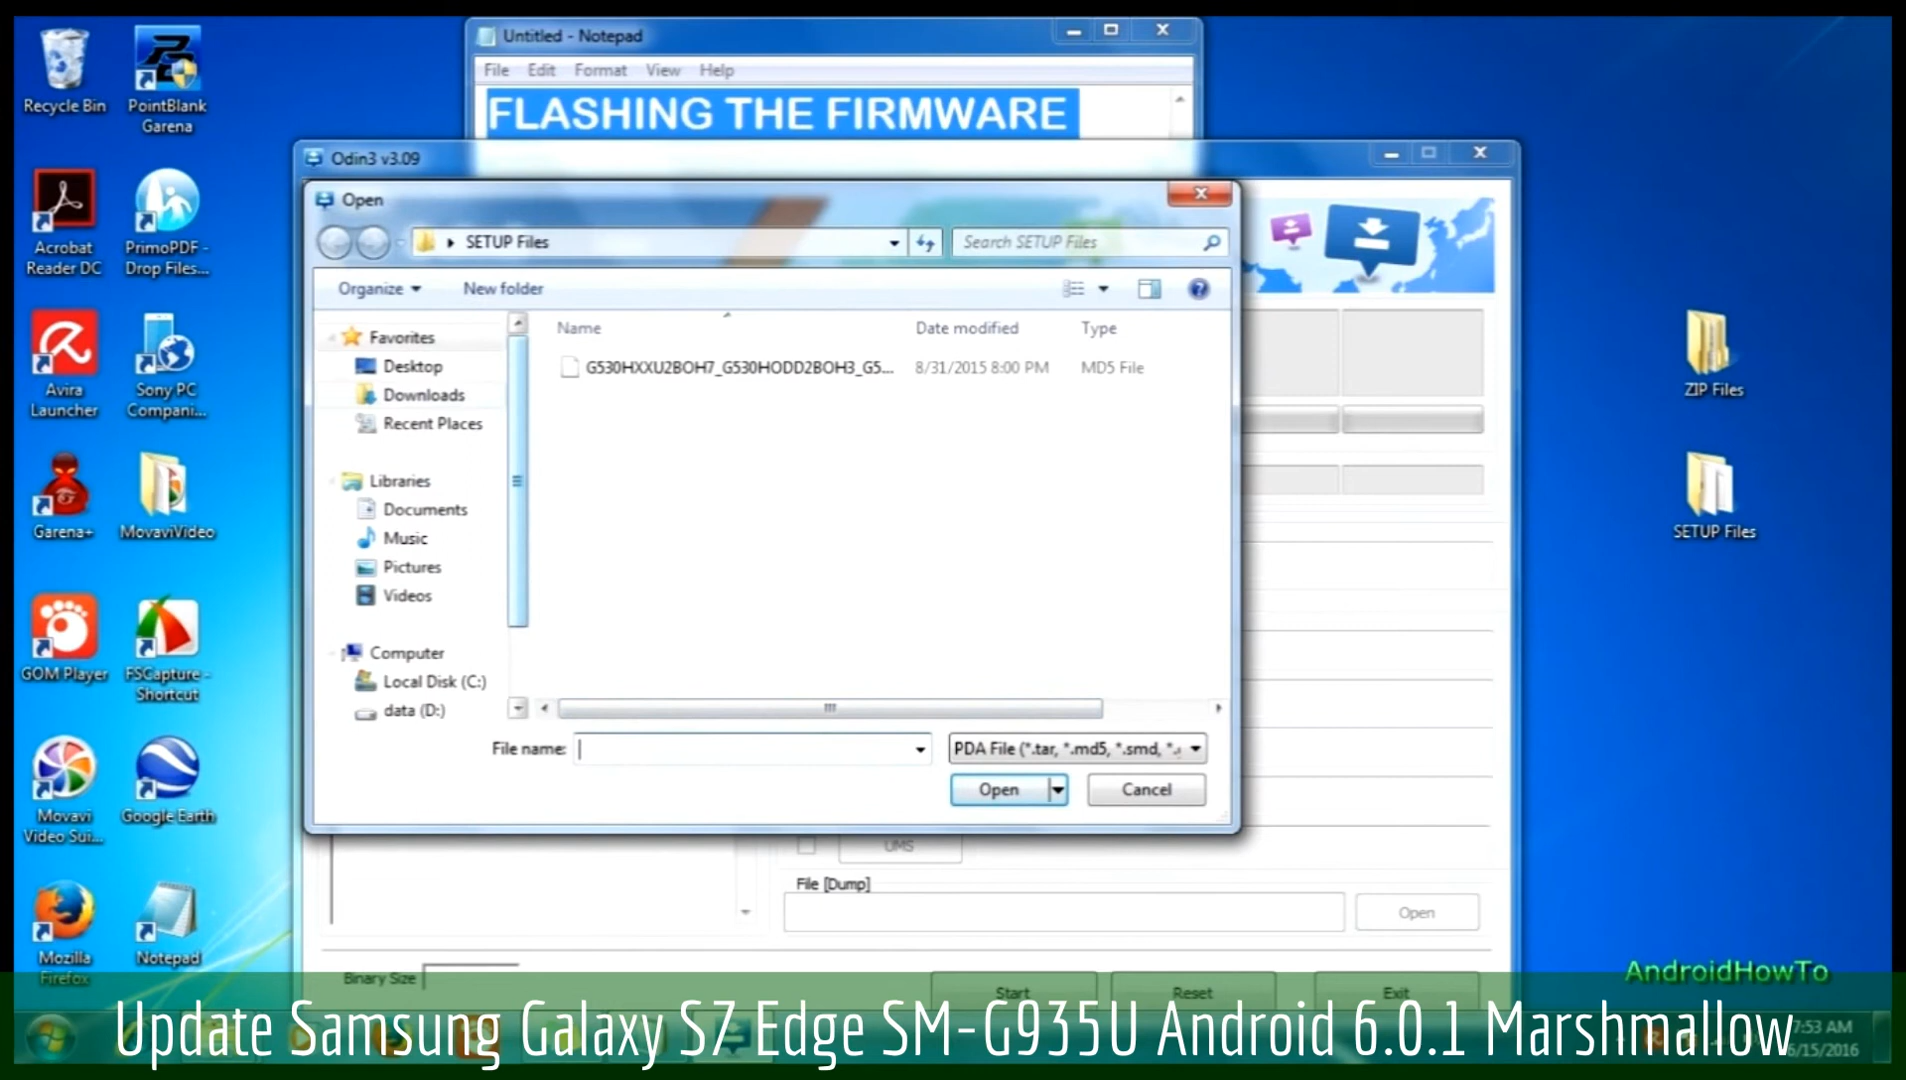 Untitled - Notepad
File Edit Format View Help
FLASHING THE FIRMWARE
Odin3 v3.09
Open
SETUP Files
Search SETUP Files
Organize
New folder
Name
Date modified
Type
G530HXXU2BOH7_G530HODD2BOH3_G5...
8/31/2015 8:00 PM
MD5 File
Favorites
Desktop
Downloads
Recent Places
Libraries
Documents
Music
Pictures
Videos
Computer
Local Disk (C:)
data (D:)
File name:
PDA File (*.tar, *.md5, *.smd, *.
Open
Cancel
UMS
File [Dump]
Open
Binary Size
Start
Reset
Exit
Recycle Bin
PointBlank
Garena
Acrobat
Reader DC
PrimoPDF -
Drop Files...
Avira
Launcher
Sony PC
Compani...
Garena+
MovaviVideo
GOM Player
FSCapture -
Shortcut
Movavi
Video Sui...
Google Earth
Mozilla
Firefox
Notepad
ZIP Files
SETUP Files
AndroidHowTo
Update Samsung Galaxy S7 Edge SM-G935U Android 6.0.1 Marshmallow
7:53 AM
6/15/2016